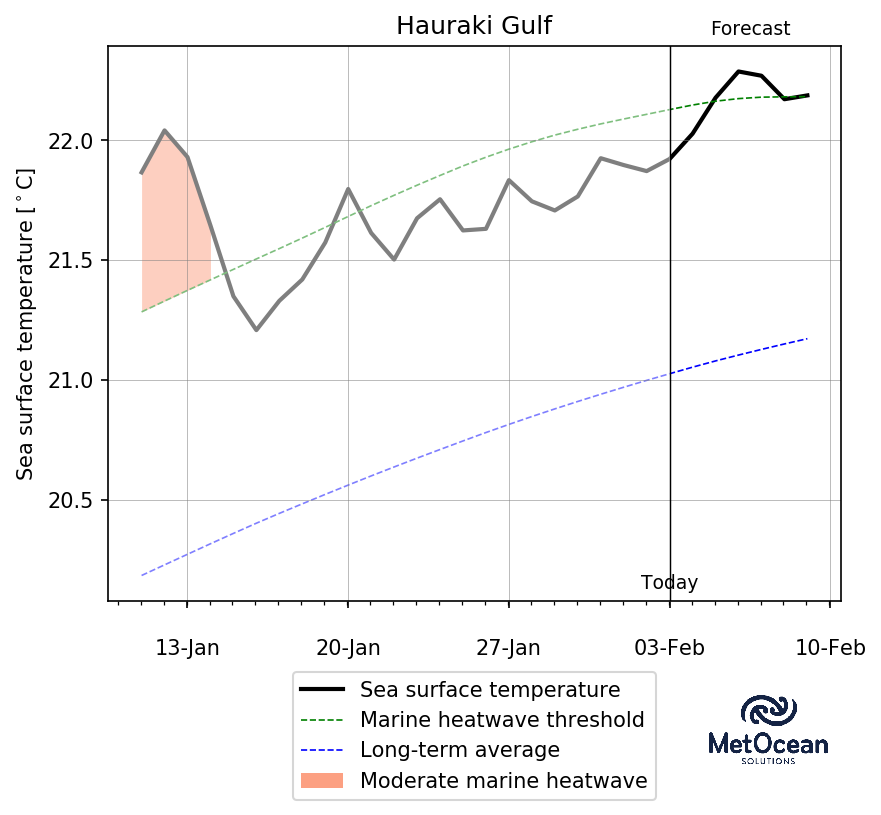 Hauraki Gulf
Forecast
Sea surface temperature [°C]
22.0
21.5
21.0
20.5
Today
13-Jan 20-Jan 27-Jan 03-Feb 10-Feb
Sea surface temperature
Marine heatwave threshold
Long-term average
Moderate marine heatwave
MetOcean
SOLUTIONS